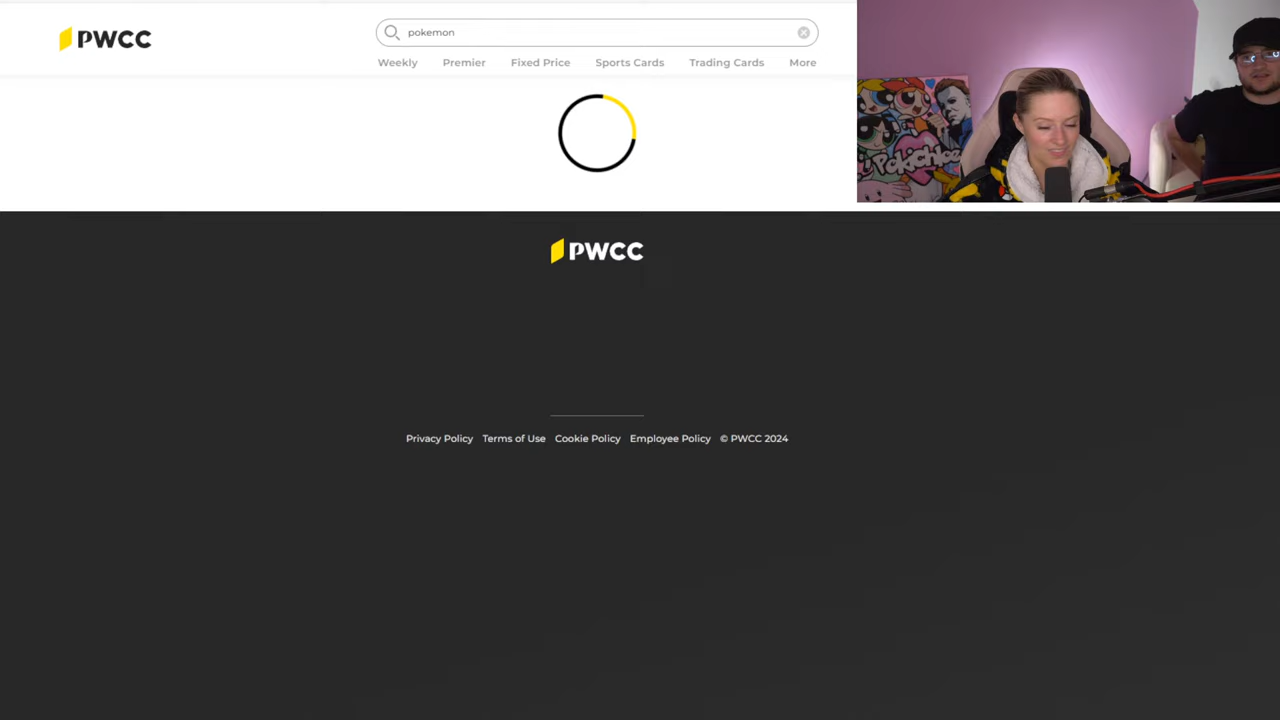 PWCC
pokemon
Weekly Premier Fixed Price Sports Cards Trading Cards More
Pokichloe
PWCC
Privacy Policy Terms of Use Cookie Policy Employee Policy © PWCC 2024